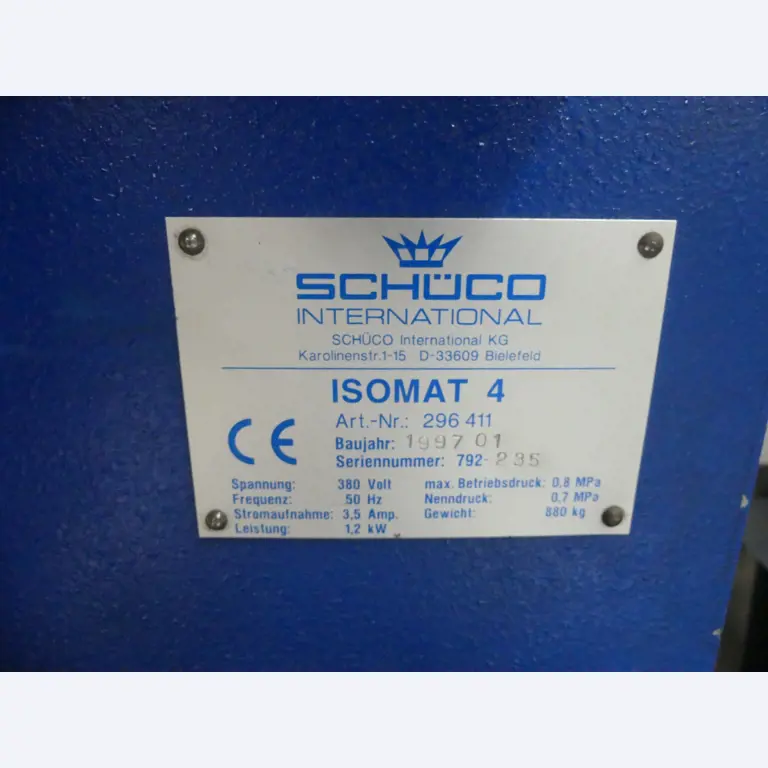 SCHÜCO
INTERNATIONAL
SCHÜCO International KG
Karolinenstr.1-15 D-33609 Bielefeld
ISOMAT 4
CE
Art.-Nr.: 296 411
Baujahr: 1997 01
Seriennummer: 792-235
Spannung: 380 Volt max. Betriebsdruck: 0,8 MPa
Frequenz: 50 Hz Nenndruck: 0,7 MPa
Stromaufnahme: 3,5 Amp. Gewicht: 880 kg
Leistung: 1,2 kW